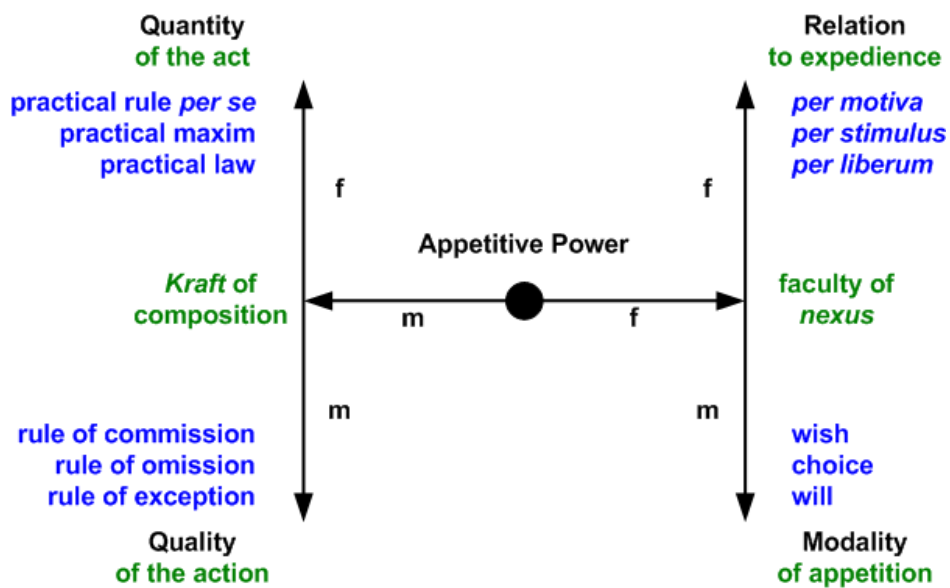 Quantity
of the act
practical rule per se
practical maxim
practical law
f
Relation
to expedience
per motiva
per stimulus
per liberum
f
Appetitive Power
Kraft of
composition
m
f
faculty of
nexus
m
rule of commission
rule of omission
rule of exception
Quality
of the action
m
wish
choice
will
Modality
of appetition